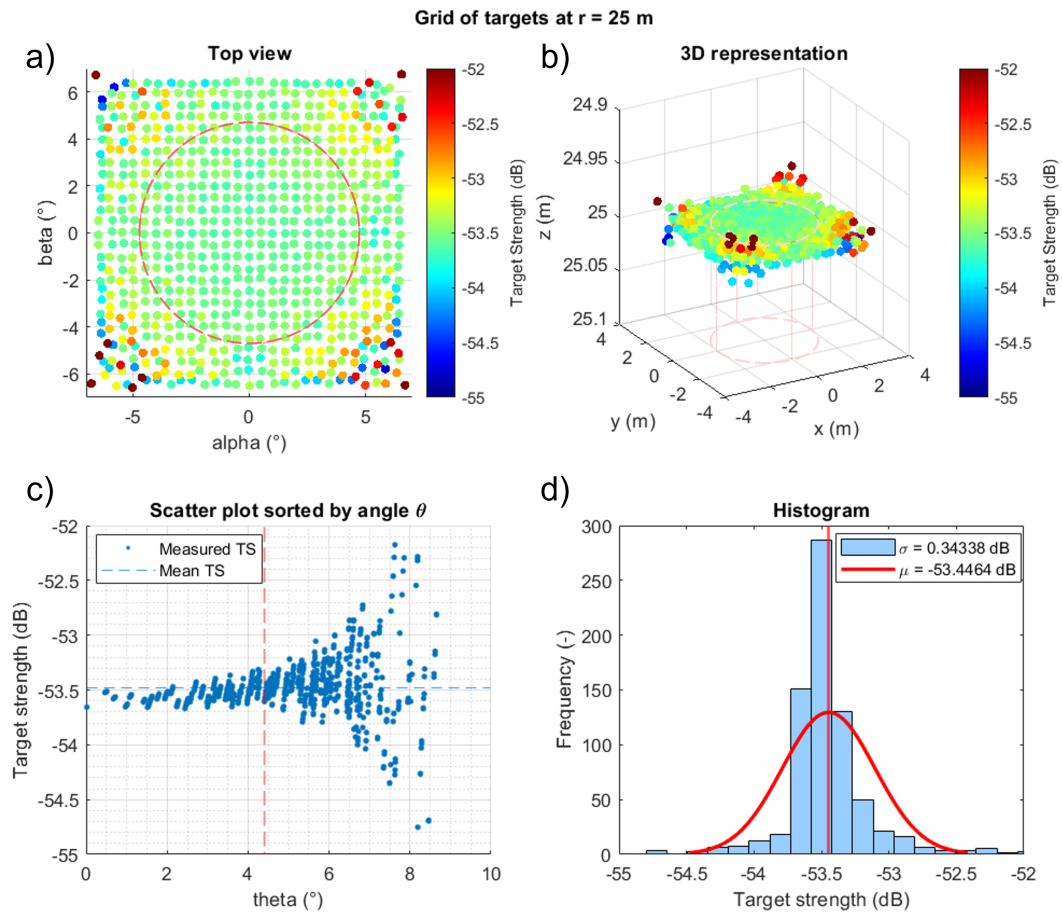 Grid of targets at r = 25 m
a)
Top view
6
4
2
0
-2
-4
-6
beta (°)
-5
0
5
alpha (°)
-52
-52.5
-53
-53.5
-54
-54.5
-55
Target Strength (dB)
b)
3D representation
24.9
24.95
25
25.05
25.1
z (m)
4
2
0
-2
-4
y (m)
-4
-2
0
2
4
x (m)
-52
-52.5
-53
-53.5
-54
-54.5
-55
Target Strength (dB)
c)
Scatter plot sorted by angle θ
Measured TS
Mean TS
-52
-52.5
-53
-53.5
-54
-54.5
-55
Target strength (dB)
0
2
4
6
8
10
theta (°)
d)
Histogram
σ = 0.34338 dB
μ = -53.4464 dB
300
250
200
150
100
50
0
Frequency (-)
-55
-54.5
-54
-53.5
-53
-52.5
-52
Target strength (dB)